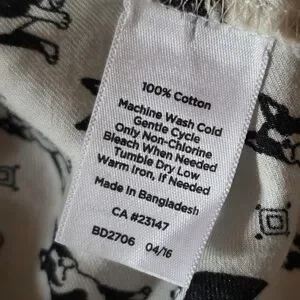 100% Cotton
Machine Wash Cold
Gentle Cycle
Only Non-Chlorine
Bleach When Needed
Tumble Dry Low
Warm Iron, If Needed
Made In Bangladesh
CA #23147
BD2706 04/16